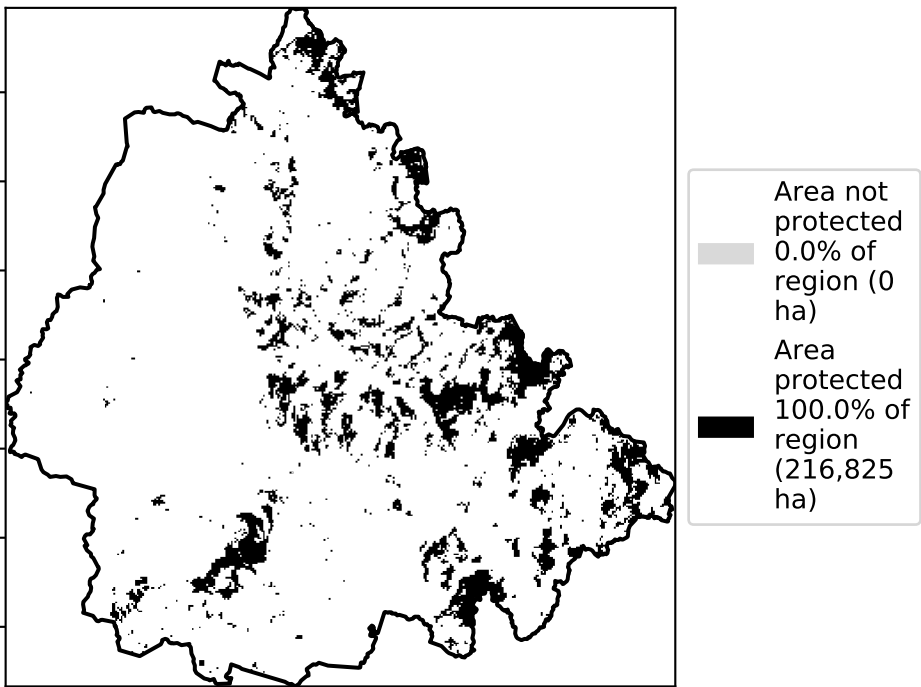 Area not
protected
0.0% of
region (0
ha)
Area
protected
100.0% of
region
(216,825
ha)